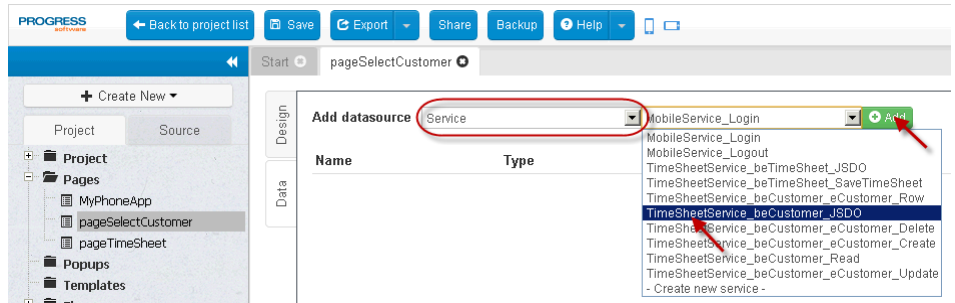 PROGRESS
software
Back to project list
Save
Export
Share
Backup
Help
Start
pageSelectCustomer
Create New
Project
Source
Project
Pages
MyPhoneApp
pageSelectCustomer
pageTimeSheet
Popups
Templates
Design
Data
Add datasource
Service
MobileService_Login
Add
Name
Type
MobileService_Login
MobileService_Logout
TimeSheetService_beTimeSheet_JSDO
TimeSheetService_beTimeSheet_SaveTimeSheet
TimeSheetService_beCustomer_eCustomer_Row
TimeSheetService_beCustomer_JSDO
TimeSheetService_beCustomer_eCustomer_Delete
TimeSheetService_beCustomer_eCustomer_Create
TimeSheetService_beCustomer_Read
TimeSheetService_beCustomer_eCustomer_Update
- Create new service -